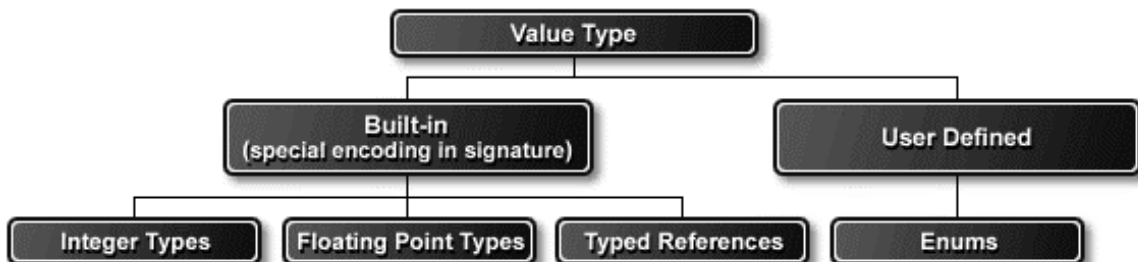 Value Type
Built-in
(special encoding in signature)
User Defined
Integer Types
Floating Point Types
Typed References
Enums